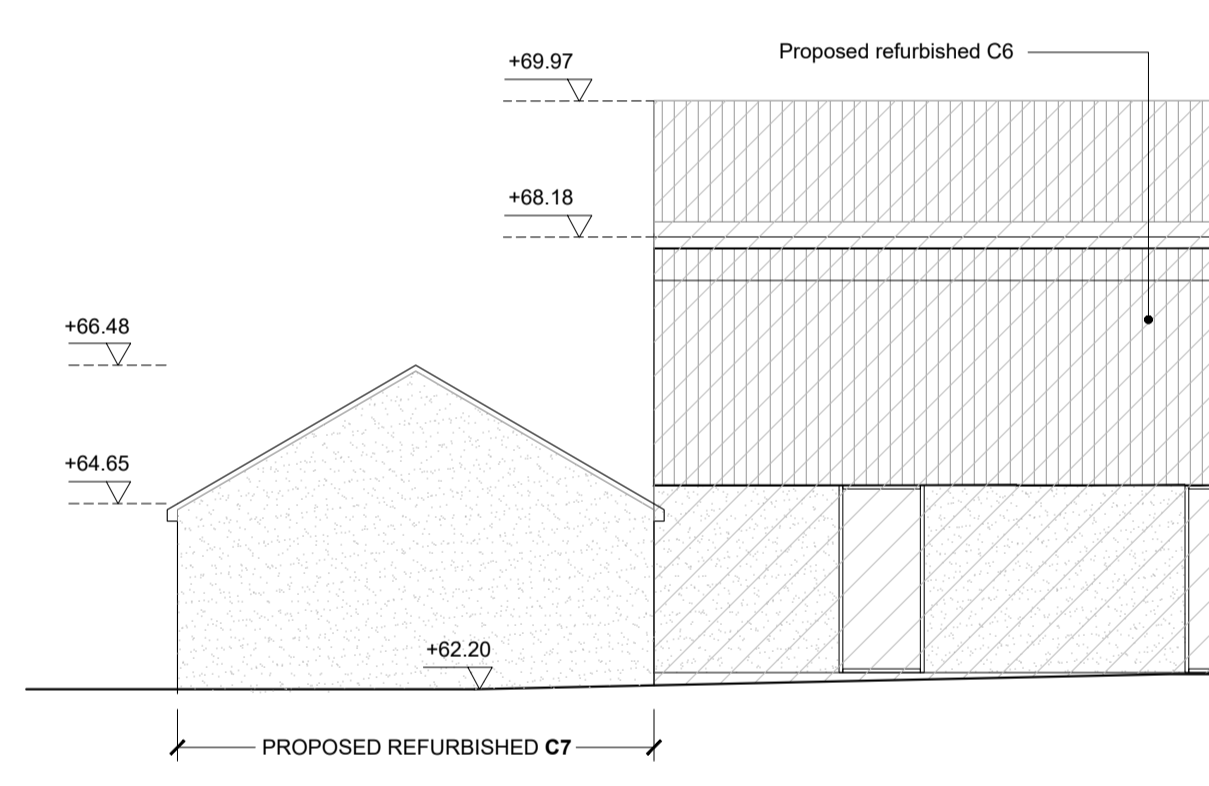 Proposed refurbished C6
+69.97
+68.18
+66.48
+64.65
+62.20
PROPOSED REFURBISHED C7